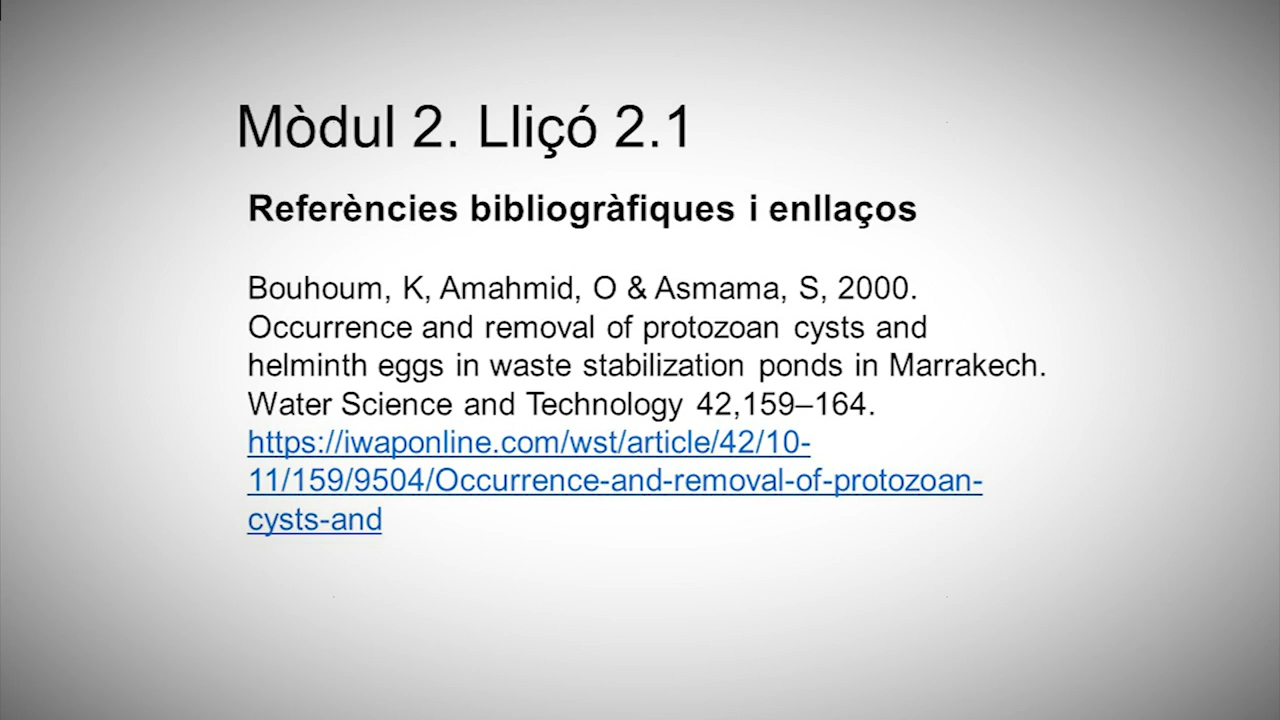 Mòdul 2. Lliçó 2.1
Referències bibliogràfiques i enllaços
Bouhoum, K, Amahmid, O & Asmama, S, 2000.
Occurrence and removal of protozoan cysts and
helminth eggs in waste stabilization ponds in Marrakech.
Water Science and Technology 42,159–164.
https://iwaponline.com/wst/article/42/10-
11/159/9504/Occurrence-and-removal-of-protozoan-
cysts-and